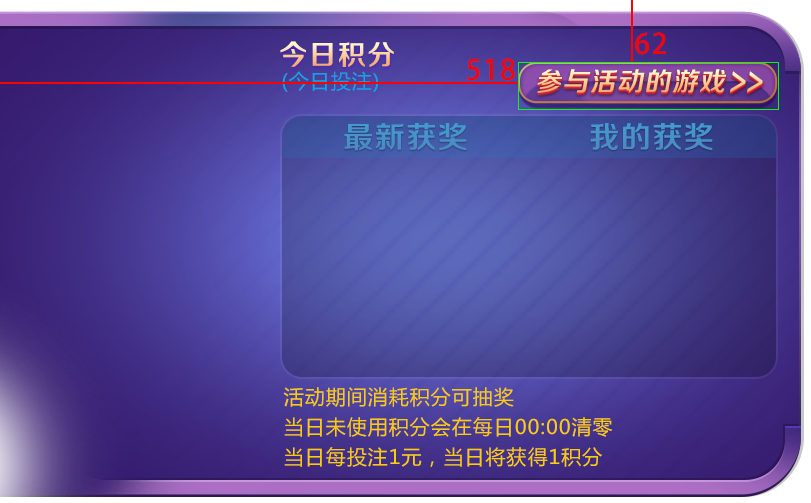 今日积分
62
518
(今日投注)
参与活动的游戏>>
最新获奖 我的获奖
活动期间消耗积分可抽奖
当日未使用积分会在每日00:00清零
当日每投注1元，当日将获得1积分